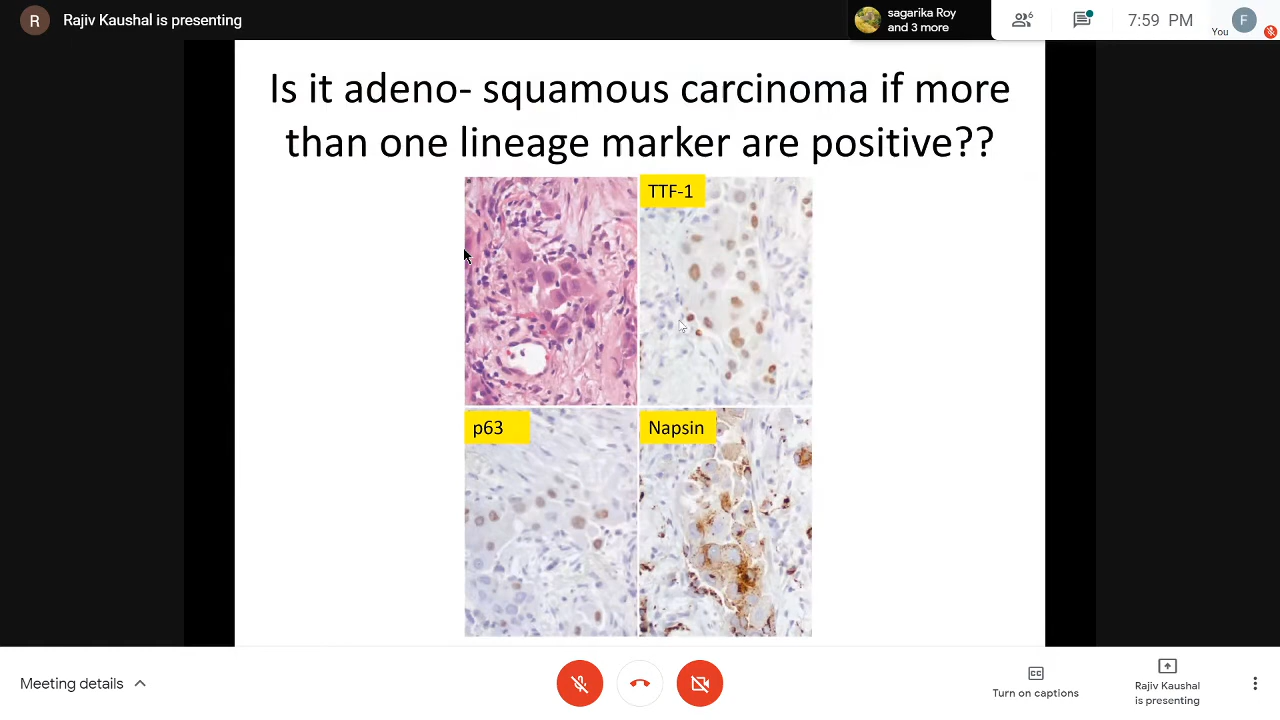 R
Rajiv Kaushal is presenting
sagarika Roy
and 3 more
6
7:59 PM
You
F
Is it adeno- squamous carcinoma if more
than one lineage marker are positive??
TTF-1
p63
Napsin
Meeting details
CC
Turn on captions
Rajiv Kaushal
is presenting